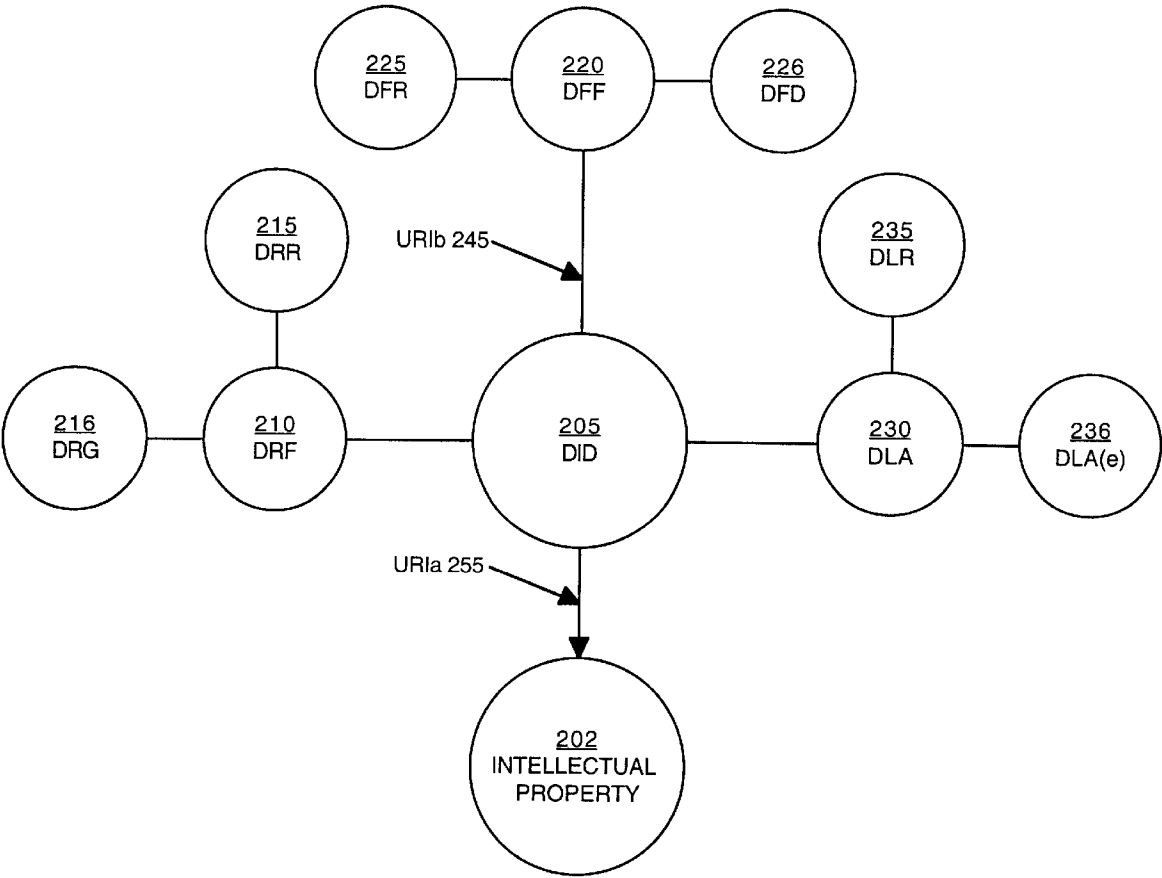 225
DFR
220
DFF
226
DFD
215
DRR
URIb 245
235
DLR
216
DRG
210
DRF
205
DID
230
DLA
236
DLA(e)
URIa 255
202
INTELLECTUAL
PROPERTY